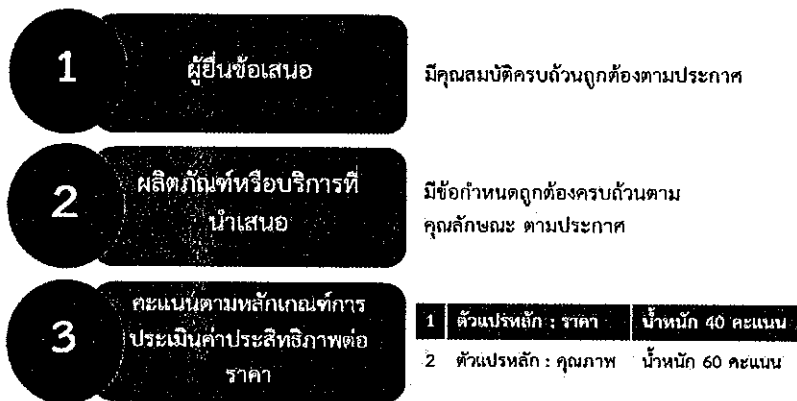 1 ผู้ยื่นข้อเสนอ มีคุณสมบัติครบถ้วนถูกต้องตามประกาศ
2 ผลิตภัณฑ์หรือบริการที่
นำเสนอ
มีข้อกำหนดถูกต้องครบถ้วนตาม
คุณลักษณะ ตามประกาศ
3 คะแนนตามหลักเกณฑ์การ
ประเมินค่าประสิทธิภาพต่อ
ราคา
1 ตัวแปรหลัก : ราคา น้ำหนัก 40 คะแนน
2 ตัวแปรหลัก : คุณภาพ น้ำหนัก 60 คะแนน